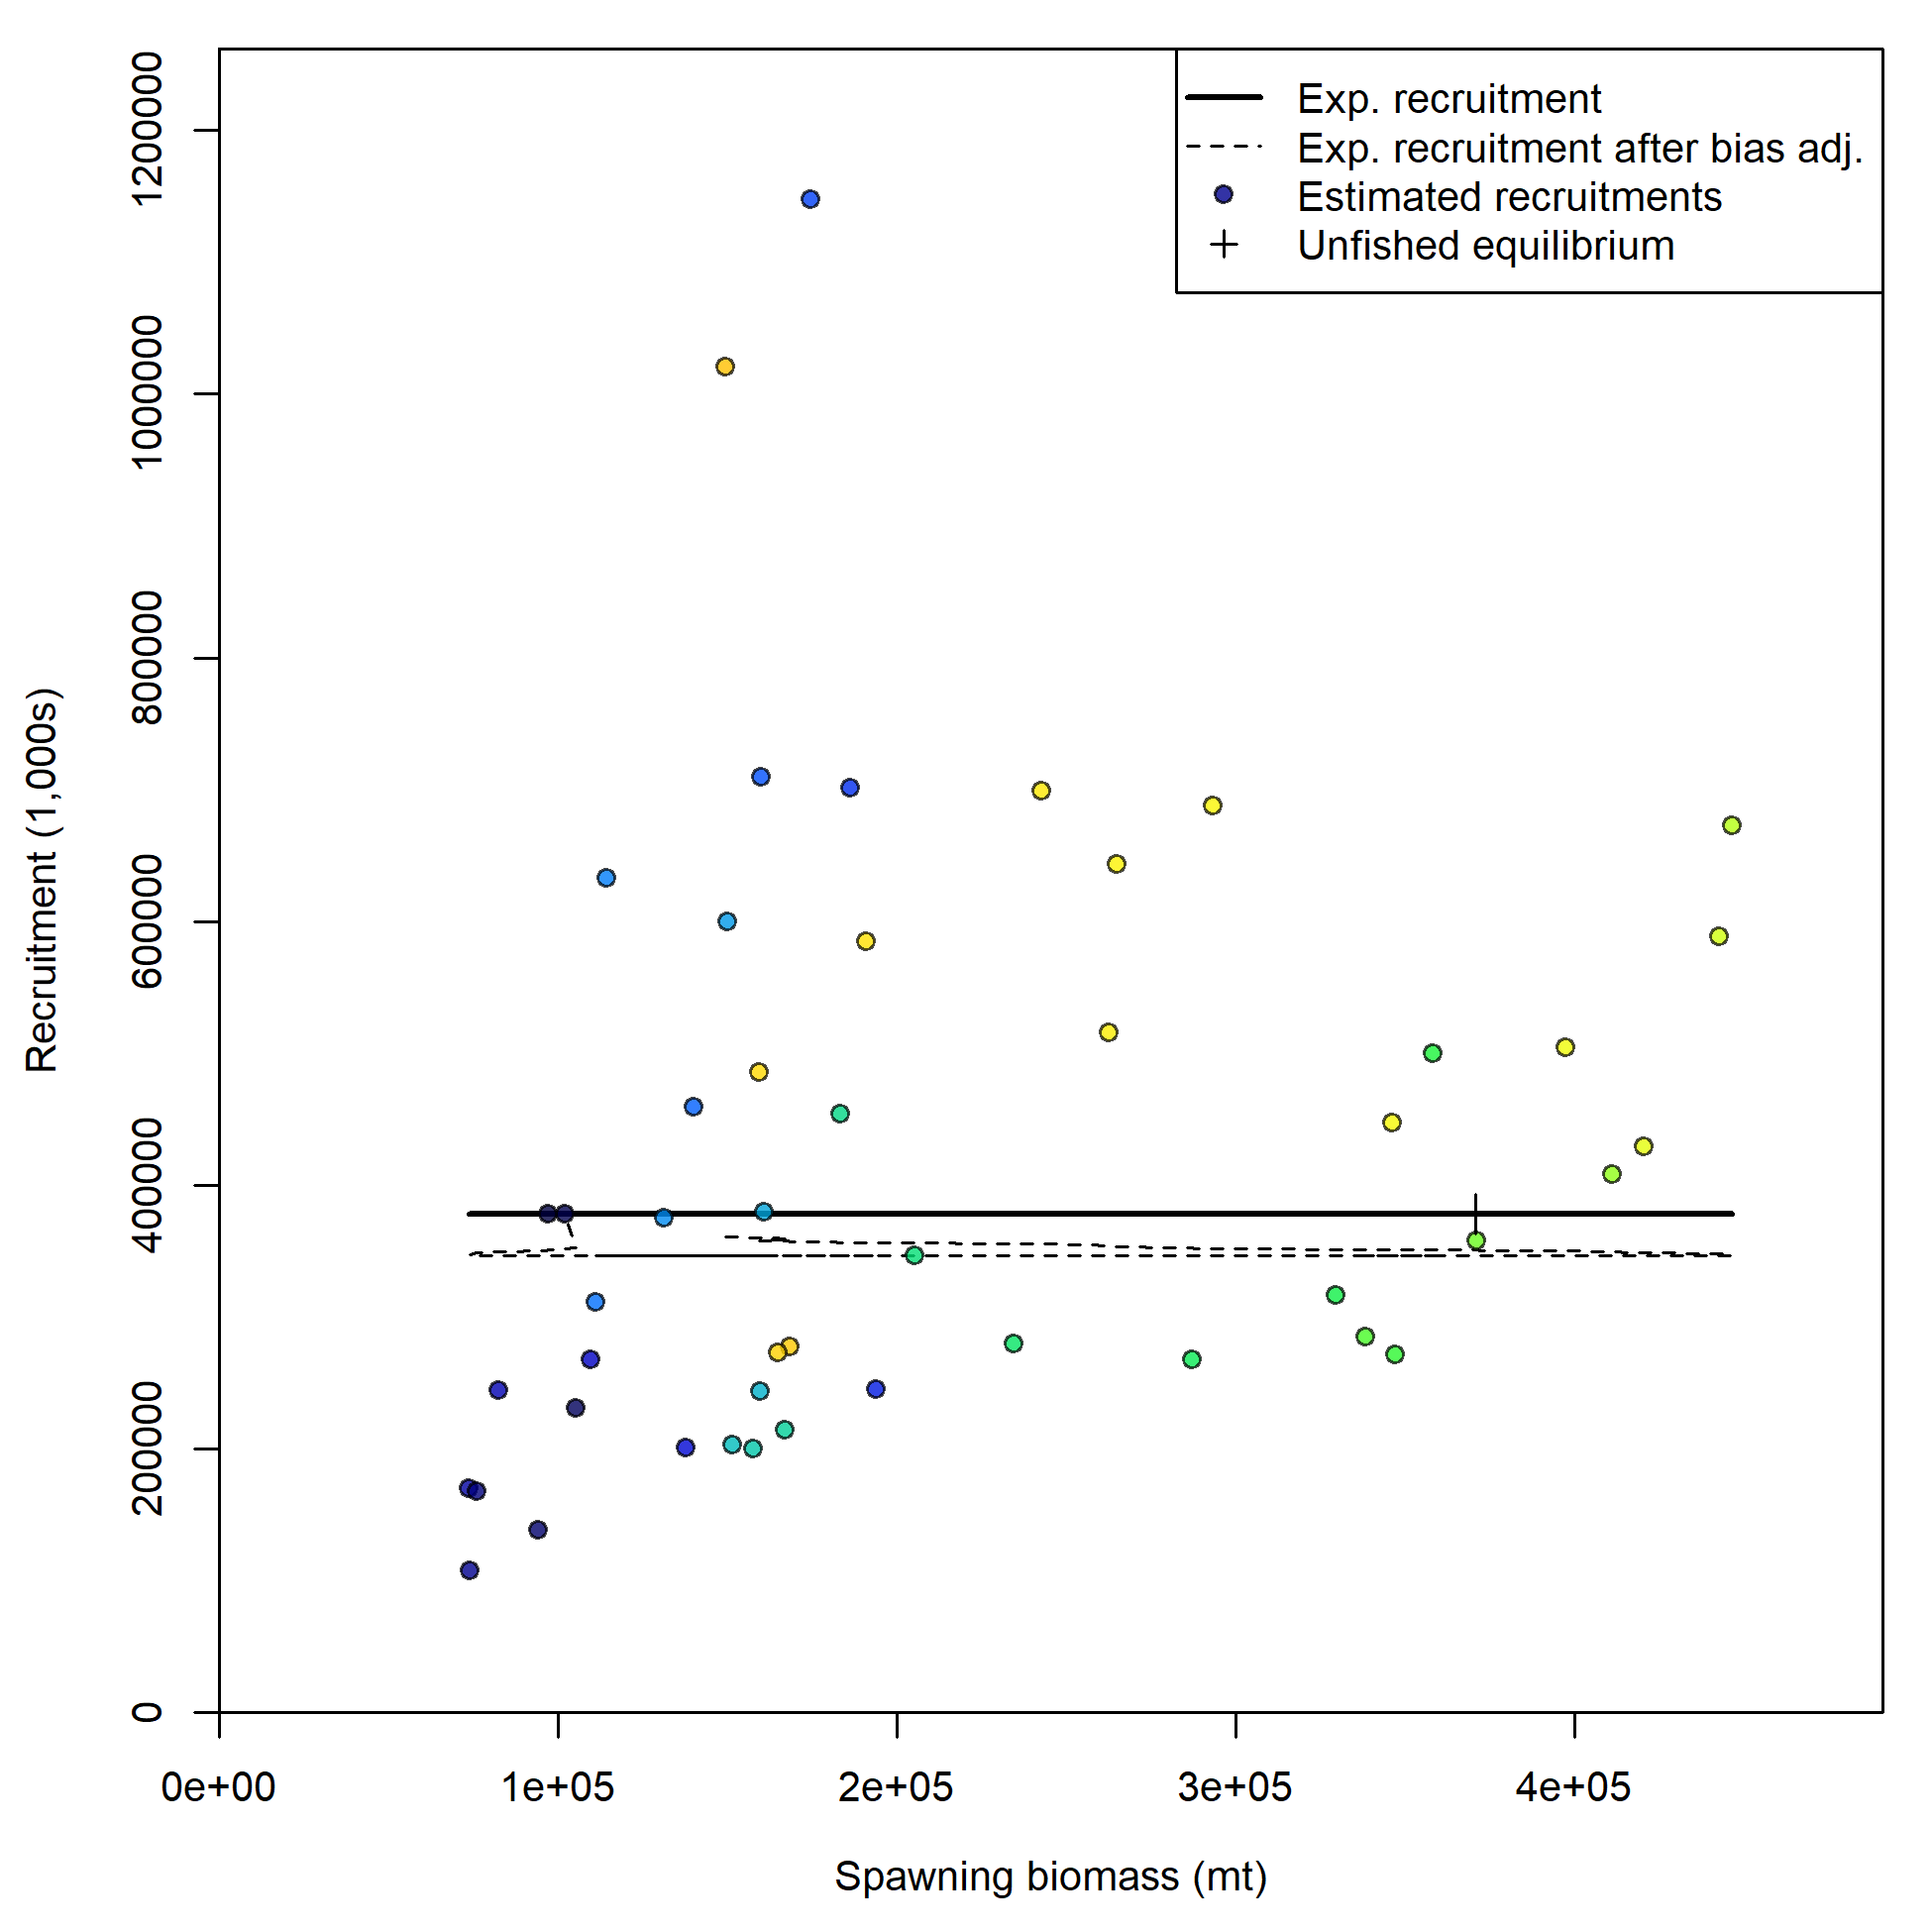 Exp. recruitment
Exp. recruitment after bias adj.
Estimated recruitments
Unfished equilibrium
Recruitment (1,000s)
1200000
1000000
800000
600000
400000
200000
0
0e+00 1e+05 2e+05 3e+05 4e+05
Spawning biomass (mt)